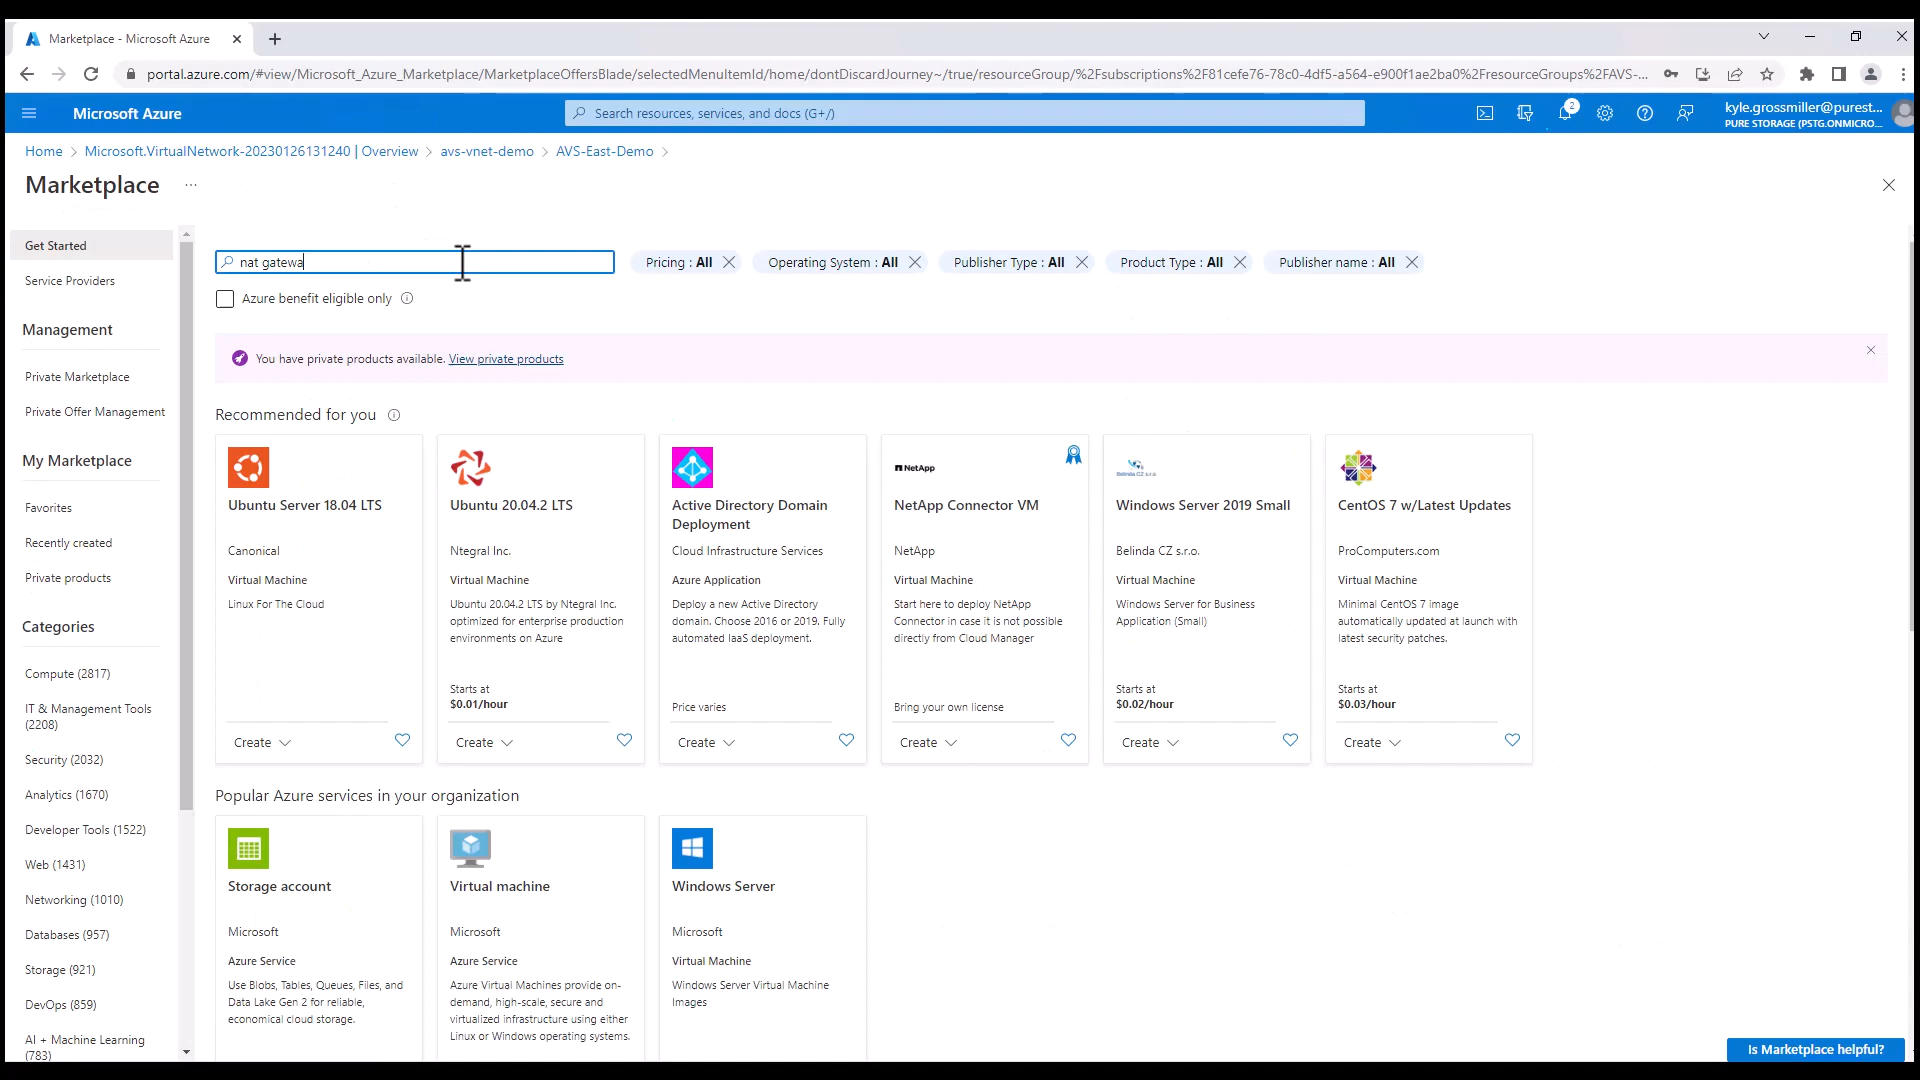 Marketplace - Microsoft Azure
portal.azure.com/#view/Microsoft_Azure_Marketplace/MarketplaceOffersBlade/selectedMenuItemId/home/dontDiscardJourney~/true/resourceGroup/%2Fsubscriptions%2F81cefe76-78c0-4df5-a564-e900f1ae2ba0%2FresourceGroups%2FAVS-...
Microsoft Azure
Search resources, services, and docs (G+/)
2
kyle.grossmiller@purest...
PURE STORAGE (PSTG.ONMICRO...
Home > Microsoft.VirtualNetwork-20230126131240 | Overview > avs-vnet-demo > AVS-East-Demo >
Marketplace ...
Get Started
Service Providers
Management
Private Marketplace
Private Offer Management
My Marketplace
Favorites
Recently created
Private products
Categories
Compute (2817)
IT & Management Tools
(2208)
Security (2032)
Analytics (1670)
Developer Tools (1522)
Web (1431)
Networking (1010)
Databases (957)
Storage (921)
DevOps (859)
AI + Machine Learning
(783)
nat gatewa
Pricing : All
Operating System : All
Publisher Type : All
Product Type : All
Publisher name : All
Azure benefit eligible only
You have private products available. View private products
Recommended for you
Ubuntu Server 18.04 LTS
Canonical
Virtual Machine
Linux For The Cloud
Create
Ubuntu 20.04.2 LTS
Ntegral Inc.
Virtual Machine
Ubuntu 20.04.2 LTS by Ntegral Inc.
optimized for enterprise production
environments on Azure
Starts at
$0.01/hour
Create
Active Directory Domain
Deployment
Cloud Infrastructure Services
Azure Application
Deploy a new Active Directory
domain. Choose 2016 or 2019. Fully
automated IaaS deployment.
Price varies
Create
NetApp
NetApp Connector VM
NetApp
Virtual Machine
Start here to deploy NetApp
Connector in case it is not possible
directly from Cloud Manager
Bring your own license
Create
Belinda CZ s.r.o.
Windows Server 2019 Small
Belinda CZ s.r.o.
Virtual Machine
Windows Server for Business
Application (Small)
Starts at
$0.02/hour
Create
CentOS 7 w/Latest Updates
ProComputers.com
Virtual Machine
Minimal CentOS 7 image
automatically updated at launch with
latest security patches.
Starts at
$0.03/hour
Create
Popular Azure services in your organization
Storage account
Microsoft
Azure Service
Use Blobs, Tables, Queues, Files, and
Data Lake Gen 2 for reliable,
economical cloud storage.
Virtual machine
Microsoft
Azure Service
Azure Virtual Machines provide on-
demand, high-scale, secure and
virtualized infrastructure using either
Linux or Windows operating systems.
Windows Server
Microsoft
Virtual Machine
Windows Server Virtual Machine
Images
Is Marketplace helpful?